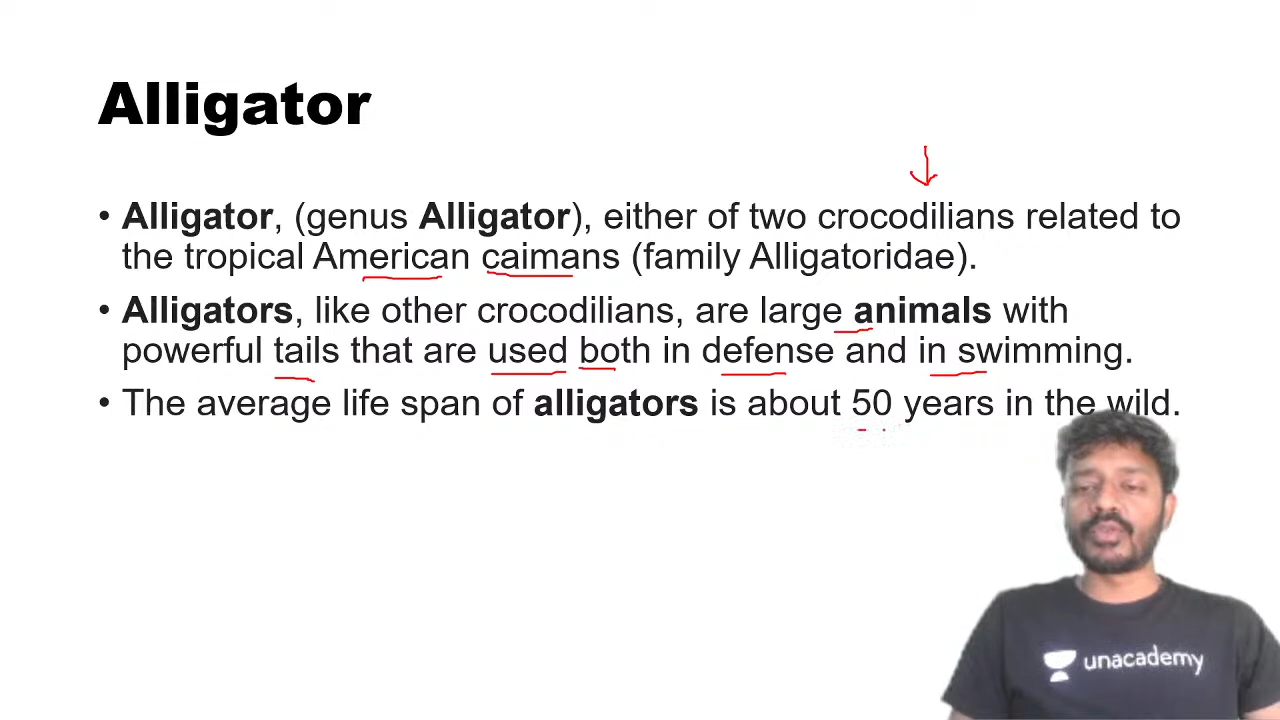 Alligator
• Alligator, (genus Alligator), either of two crocodilians related to
the tropical American caimans (family Alligatoridae).
• Alligators, like other crocodilians, are large animals with
powerful tails that are used both in defense and in swimming.
• The average life span of alligators is about 50 years in the wild.
unacademy